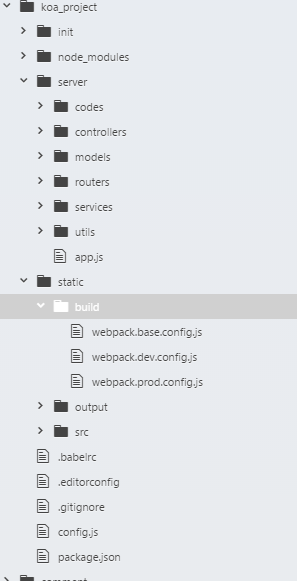 koa_project
init
node_modules
server
codes
controllers
models
routers
services
utils
app.js
static
build
webpack.base.config.js
webpack.dev.config.js
webpack.prod.config.js
output
src
.babelrc
.editorconfig
.gitignore
config.js
package.json